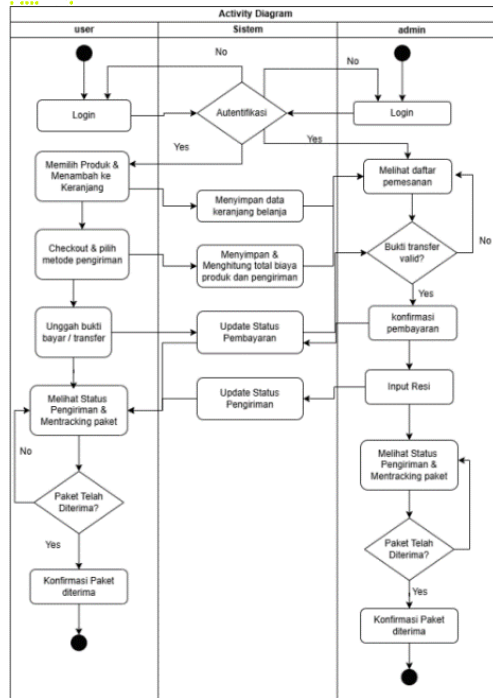 Activity Diagram
user
Sistem
admin
No
No
Login
Autentifikasi
Login
Yes
Yes
Memilih Produk &
Menambah ke
Keranjang
Menyimpan data
keranjang belanja
Melihat daftar
pemesanan
Checkout & pilih
metode pengiriman
Menyimpan &
Menghitung total biaya
produk dan pengiriman
Bukti transfer
valid?
No
Yes
Unggah bukti
bayar / transfer
Update Status
Pembayaran
konfirmasi
pembayaran
Melihat Status
Pengiriman &
Mentracking paket
Update Status
Pengiriman
Input Resi
No
Melihat Status
Pengiriman &
Mentracking paket
Paket Telah
Diterima?
Yes
Paket Telah
Diterima?
Konfirmasi Paket
diterima
Yes
Konfirmasi Paket
diterima